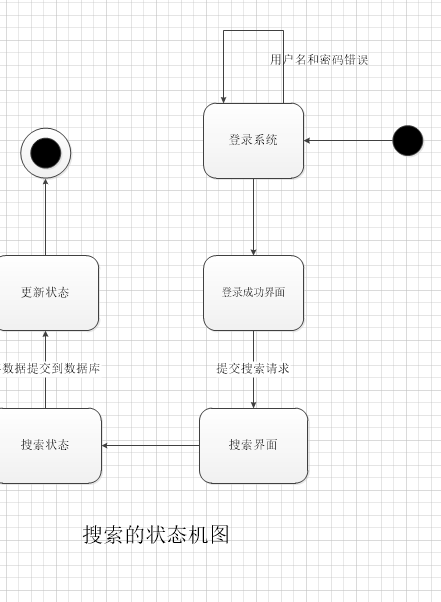 用户名和密码错误
登录系统
更新状态
登录成功界面
数据提交到数据库
提交搜索请求
搜索状态
搜索界面
搜索的状态机图